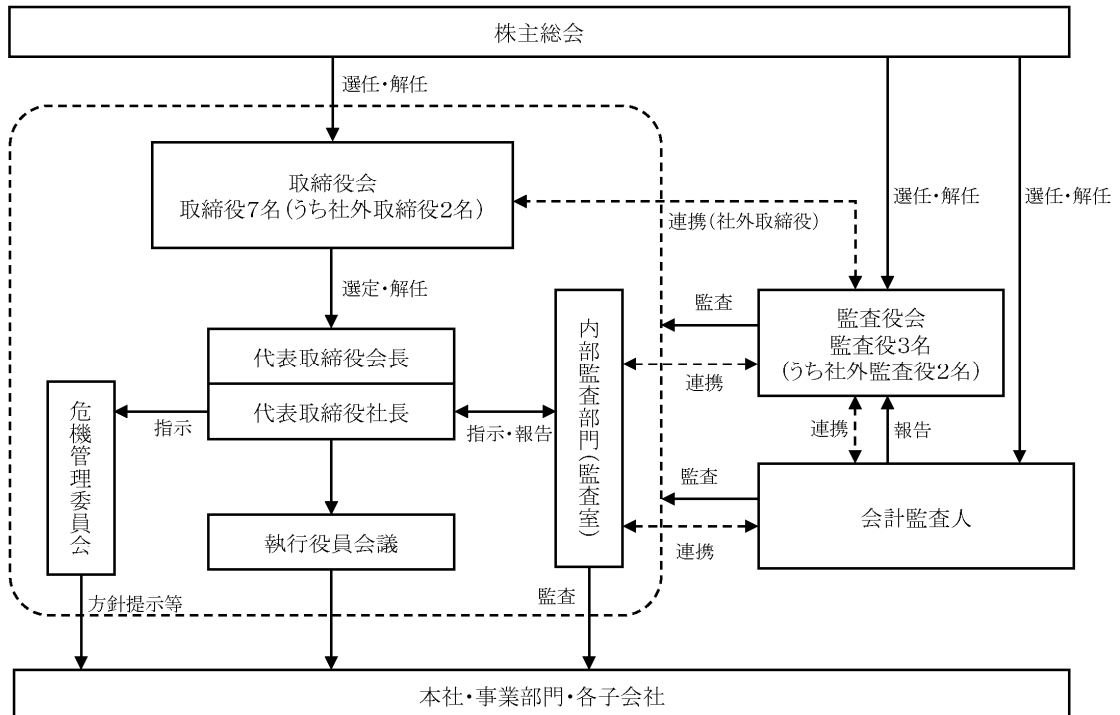 株主総会
選任・解任
取締役会
取締役7名(うち社外取締役2名)
連携(社外取締役)
選任・解任
選任・解任
選定・解任
監査
監査役会
監査役3名
(うち社外監査役2名)
代表取締役会長
代表取締役社長
連携
内部監査部門(監査室)
危機管理委員会
指示
指示・報告
連携
報告
監査
会計監査人
執行役員会議
連携
方針提示等
監査
本社・事業部門・各子会社